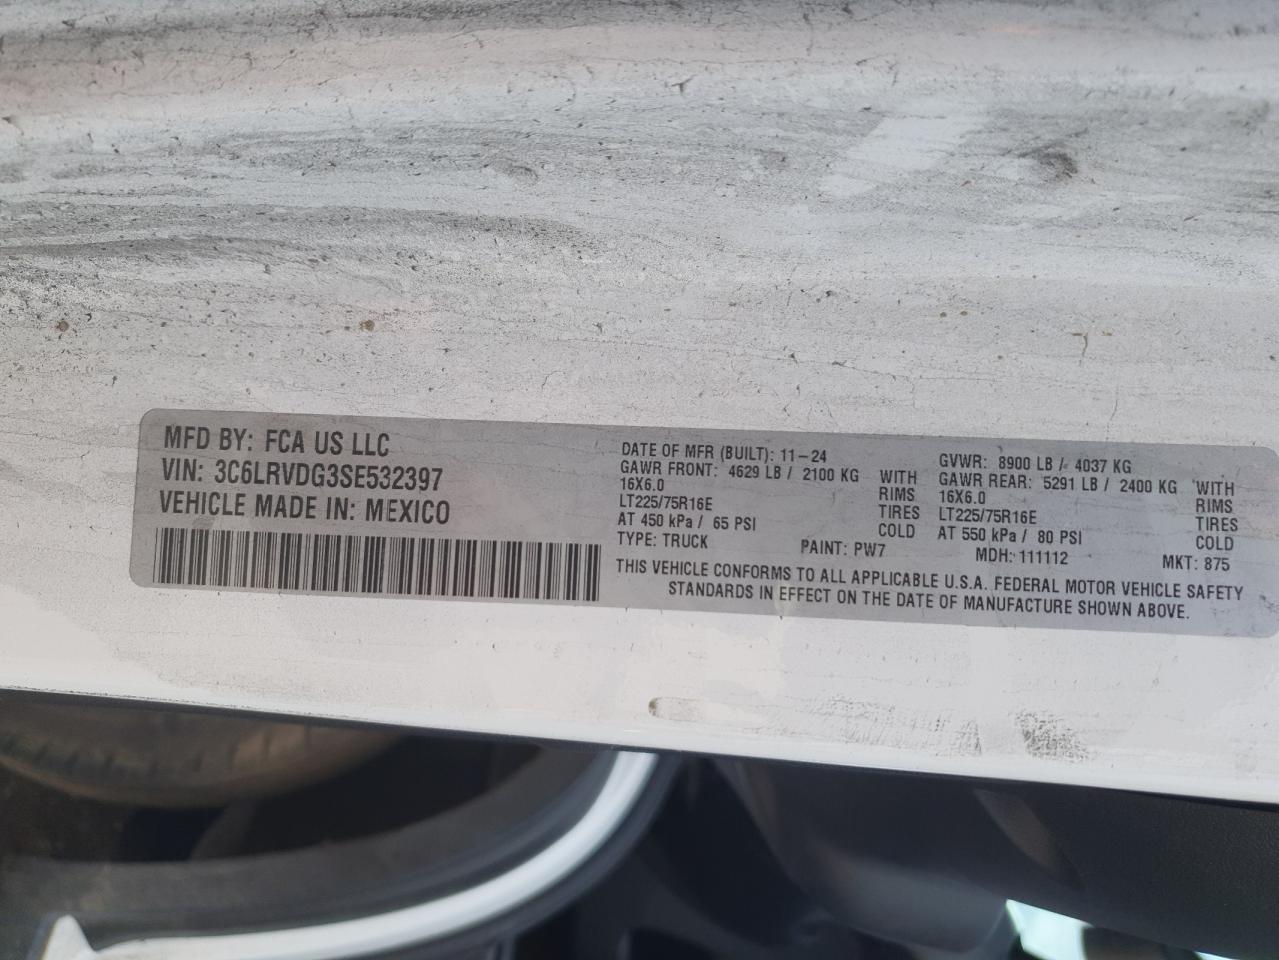 MFD BY: FCA US LLC
VIN: 3C6LRVDG3SE532397
VEHICLE MADE IN: MEXICO
DATE OF MFR (BUILT): 11-24
GAWR FRONT: 4629 LB / 2100 KG WITH
16X6.0 RIMS
LT225/75R16E TIRES
AT 450 kPa / 65 PSI COLD
GVWR: 8900 LB / 4037 KG
GAWR REAR: 5291 LB / 2400 KG WITH
16X6.0 RIMS
LT225/75R16E TIRES
AT 550 kPa / 80 PSI COLD
TYPE: TRUCK PAINT: PW7 MDH: 111112 MKT: 875
THIS VEHICLE CONFORMS TO ALL APPLICABLE U.S.A. FEDERAL MOTOR VEHICLE SAFETY
STANDARDS IN EFFECT ON THE DATE OF MANUFACTURE SHOWN ABOVE.